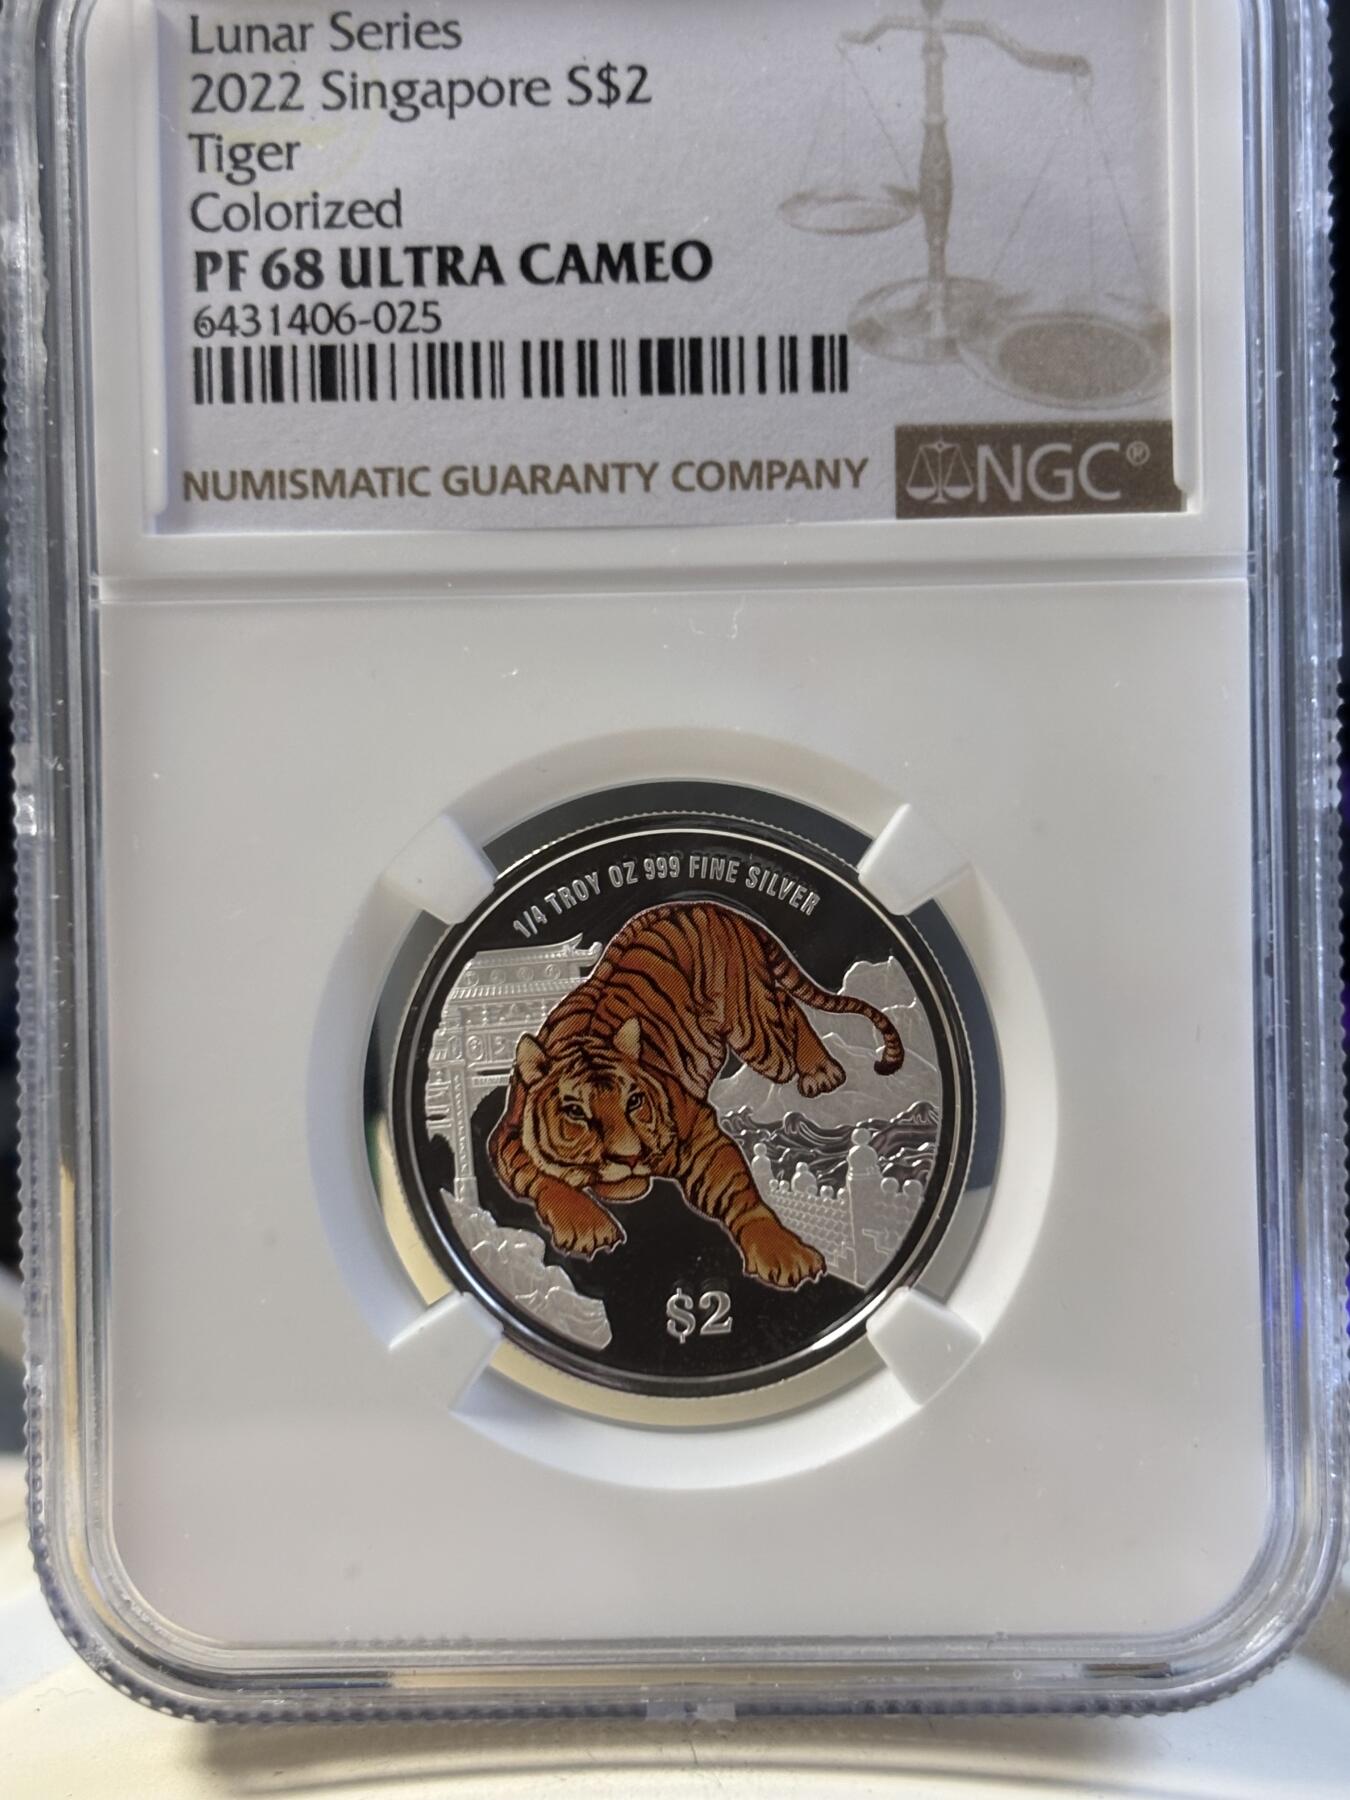 Lunar Series
2022 Singapore S$2
Tiger
Colorized
PF 68 ULTRA CAMEO
6431406-025
NUMISMATIC GUARANTY COMPANY
NGC®
1/4 TROY OZ 999 FINE SILVER
$2